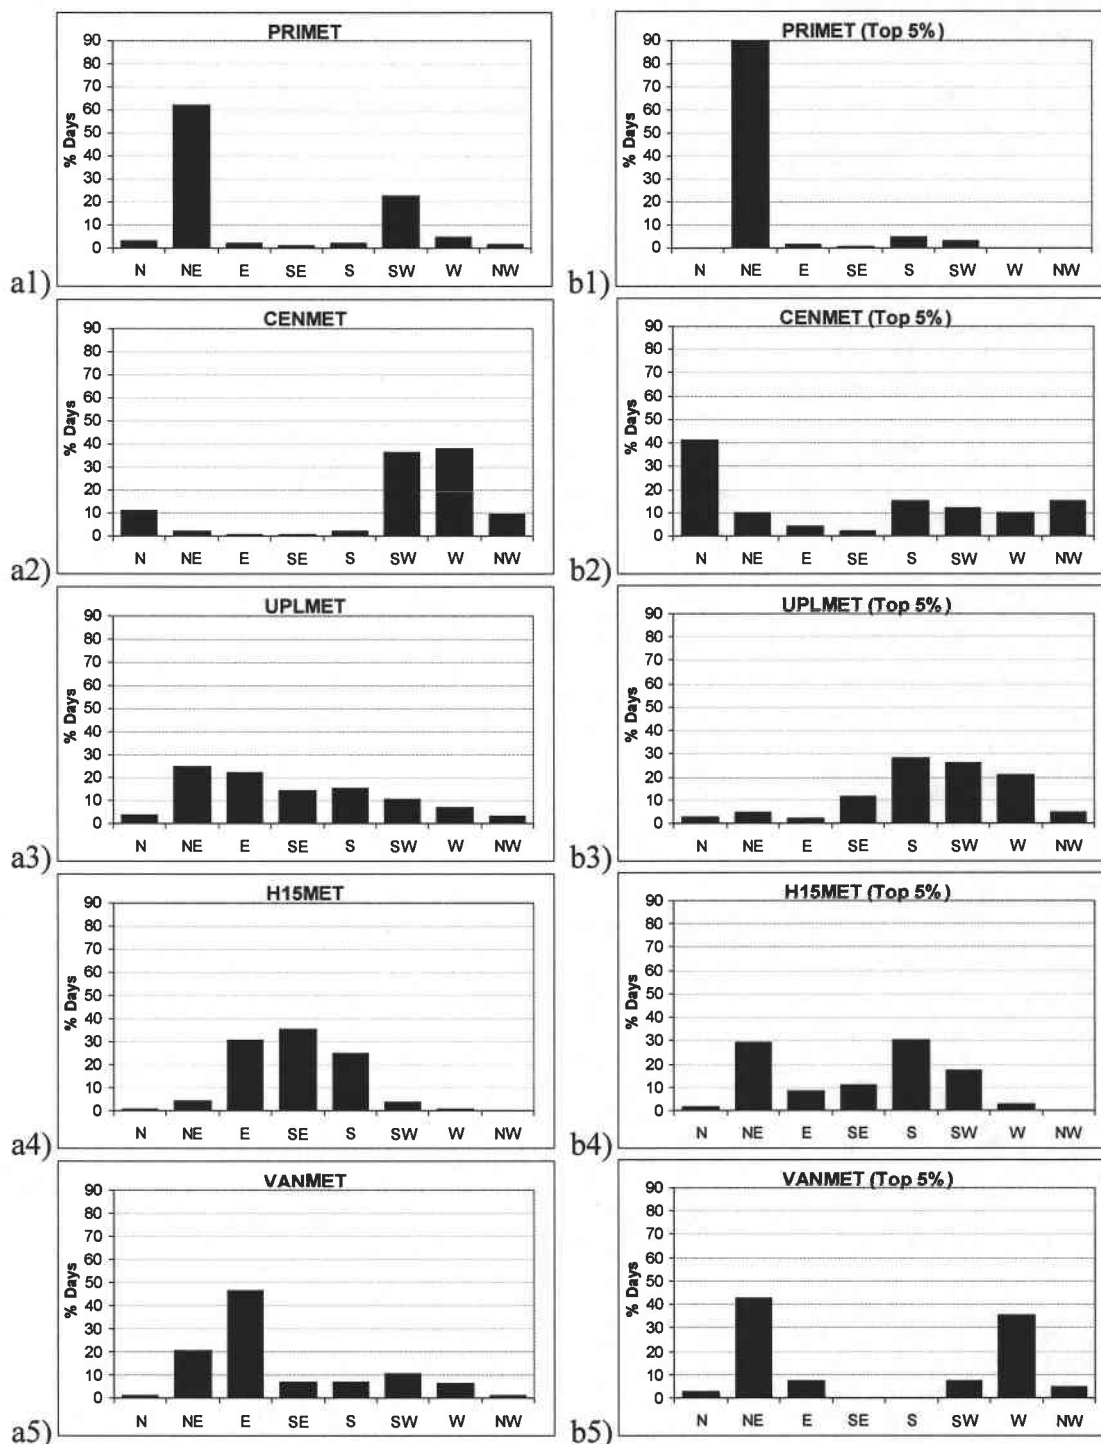 PRIMET
90
80
70
60
50
40
30
20
10
0
% Days
N NE E SE S SW W NW
a1)
PRIMET (Top 5%)
90
80
70
60
50
40
30
20
10
0
% Days
N NE E SE S SW W NW
b1)
CENMET
90
80
70
60
50
40
30
20
10
0
% Days
N NE E SE S SW W NW
a2)
CENMET (Top 5%)
90
80
70
60
50
40
30
20
10
0
% Days
N NE E SE S SW W NW
b2)
UPLMET
90
80
70
60
50
40
30
20
10
0
% Days
N NE E SE S SW W NW
a3)
UPLMET (Top 5%)
90
80
70
60
50
40
30
20
10
0
% Days
N NE E SE S SW W NW
b3)
H15MET
90
80
70
60
50
40
30
20
10
0
% Days
N NE E SE S SW W NW
a4)
H15MET (Top 5%)
90
80
70
60
50
40
30
20
10
0
% Days
N NE E SE S SW W NW
b4)
VANMET
90
80
70
60
50
40
30
20
10
0
% Days
N NE E SE S SW W NW
a5)
VANMET (Top 5%)
90
80
70
60
50
40
30
20
10
0
% Days
N NE E SE S SW W NW
b5)